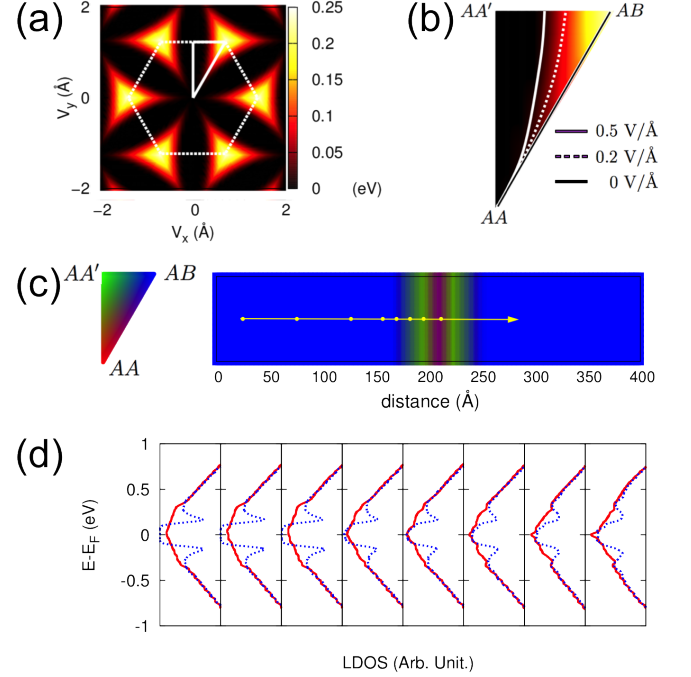 (a)
2
0
−2
V_y (Å)
−2
0
2
V_x (Å)
0.25
0.2
0.15
0.1
0.05
0
(eV)
(b)
AA′
AB
AA
0.5 V/Å
0.2 V/Å
0 V/Å
(c)
AA′
AB
AA
0
50
100
150
200
250
300
350
400
distance (Å)
(d)
1
0.5
0
-0.5
-1
E-E_F (eV)
LDOS (Arb. Unit.)